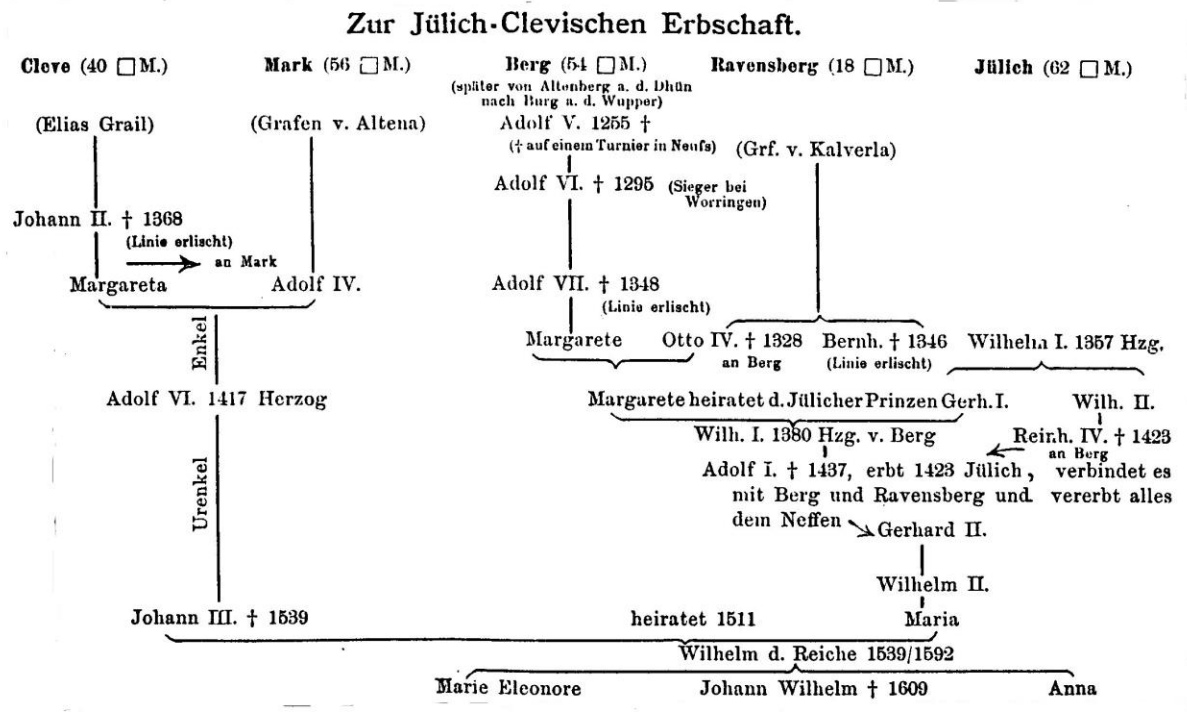 Zur Jülich-Clevischen Erbschaft.
Cleve (40 □ M.) Mark (56 □ M.) Berg (54 □ M.) Ravensberg (18 □ M.) Jülich (62 □ M.)
(später von Altenberg a. d. Dhün
nach Burg a. d. Wupper)
(Elias Grail) (Grafen v. Altena) Adolf V. 1255 †
(† auf einem Turnier in Neufs) (Grf. v. Kalverla)
Adolf VI. † 1295 (Sieger bei
Worringen)
Johann II. † 1368
(Linie erlischt)
an Mark
Margareta Adolf IV. Adolf VII. † 1348
(Linie erlischt)
Enkel
Margarete Otto IV. † 1328 Bernh. † 1346 Wilhelm I. 1357 Hzg.
an Berg (Linie erlischt)
Adolf VI. 1417 Herzog Margarete heiratet d. Jülicher Prinzen Gerh. I. Wilh. II.
Wilh. I. 1380 Hzg. v. Berg Reinh. IV. † 1423
an Berg
Adolf I. † 1437, erbt 1423 Jülich, verbindet es
mit Berg und Ravensberg und vererbt alles
dem Neffen Gerhard II.
Urenkel
Wilhelm II.
Johann III. † 1539 heiratet 1511 Maria
Wilhelm d. Reiche 1539/1592
Marie Eleonore Johann Wilhelm † 1609 Anna